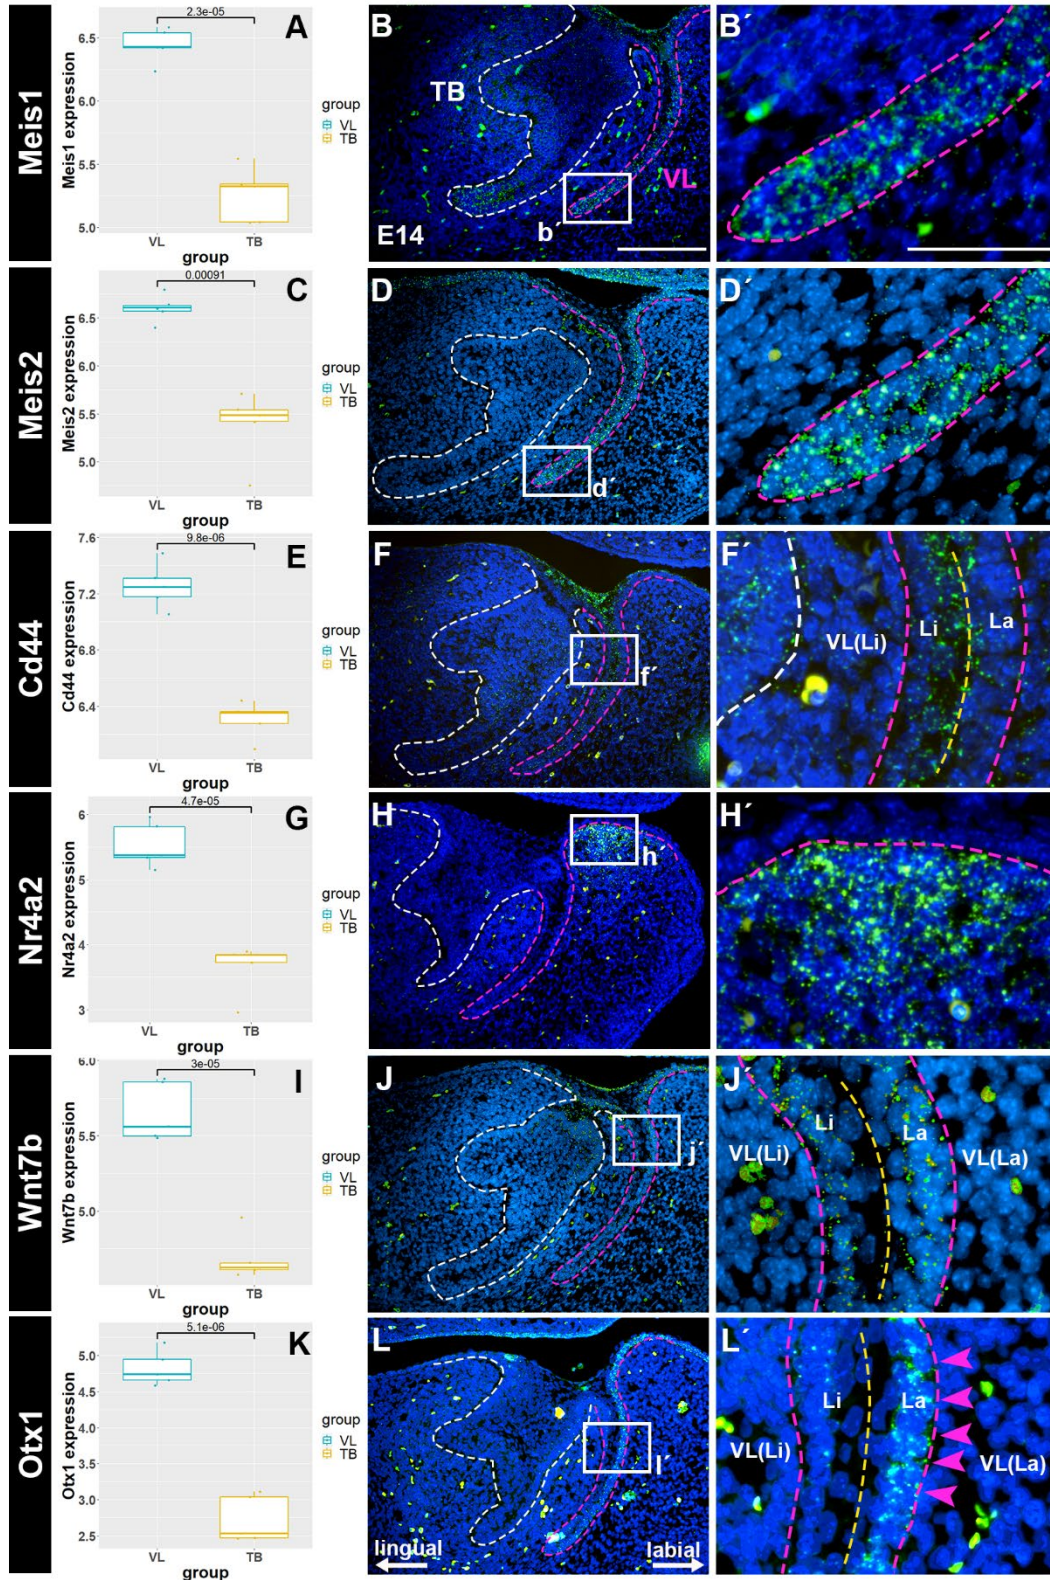 Meis1
Meis1 expression
6.5
6.0
5.5
5.0
2.3e-05
A
VL
TB
group
group
VL
TB
B
TB
VL
b´
E14
B´
Meis2
Meis2 expression
6.5
6.0
5.5
5.0
0.00091
C
VL
TB
group
group
VL
TB
D
d´
D´
Cd44
Cd44 expression
7.6
7.2
6.8
6.4
9.8e-06
E
VL
TB
group
group
VL
TB
F
f´
F´
VL(Li)
Li
La
Nr4a2
Nr4a2 expression
6
5
4
3
4.7e-05
G
VL
TB
group
group
VL
TB
H
h´
H´
Wnt7b
Wnt7b expression
6.0
5.5
5.0
3e-05
I
VL
TB
group
group
VL
TB
J
j´
J´
Li
La
VL(Li)
VL(La)
Otx1
Otx1 expression
5.0
4.5
4.0
3.5
3.0
2.5
5.1e-06
K
VL
TB
group
group
VL
TB
L
l´
lingual
labial
L´
Li
La
VL(Li)
VL(La)